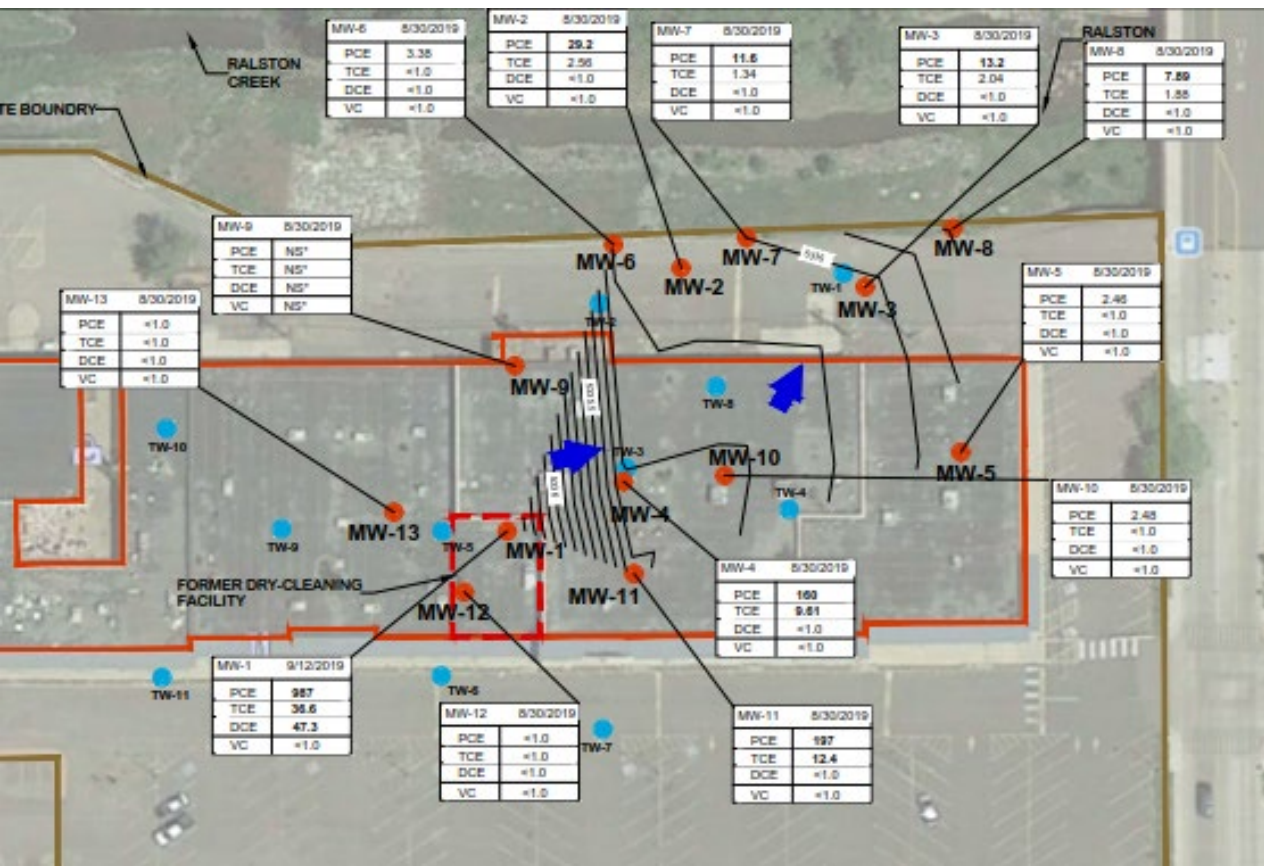 MW-6 8/30/2019
PCE 3.38
TCE <1.0
DCE <1.0
VC <1.0
MW-2 8/30/2019
PCE 29.2
TCE 2.56
DCE <1.0
VC <1.0
MW-7 8/30/2019
PCE 11.6
TCE 1.34
DCE <1.0
VC <1.0
MW-3 8/30/2019
PCE 13.2
TCE 2.04
DCE <1.0
VC <1.0
RALSTON
MW-8 8/30/2019
PCE 7.89
TCE 1.88
DCE <1.0
VC <1.0
RALSTON
CREEK
TE BOUNDRY
MW-9 8/30/2019
PCE NS*
TCE NS*
DCE NS*
VC NS*
MW-13 8/30/2019
PCE <1.0
TCE <1.0
DCE <1.0
VC <1.0
MW-6
MW-2
MW-7
MW-8
TW-1
MW-3
MW-5 8/30/2019
PCE 2.46
TCE <1.0
DCE <1.0
VC <1.0
TW-2
MW-9
TW-8
TW-10
TW-3
MW-10
MW-5
MW-4
TW-4
MW-10 8/30/2019
PCE 2.48
TCE <1.0
DCE <1.0
VC <1.0
MW-13
TW-9
TW-5
MW-1
FORMER DRY-CLEANING
FACILITY
MW-12
MW-11
MW-4 8/30/2019
PCE 160
TCE 9.61
DCE <1.0
VC <1.0
MW-1 9/12/2019
PCE 987
TCE 36.6
DCE 47.3
VC <1.0
TW-11
TW-6
TW-7
MW-12 8/30/2019
PCE <1.0
TCE <1.0
DCE <1.0
VC <1.0
MW-11 8/30/2019
PCE 197
TCE 12.4
DCE <1.0
VC <1.0